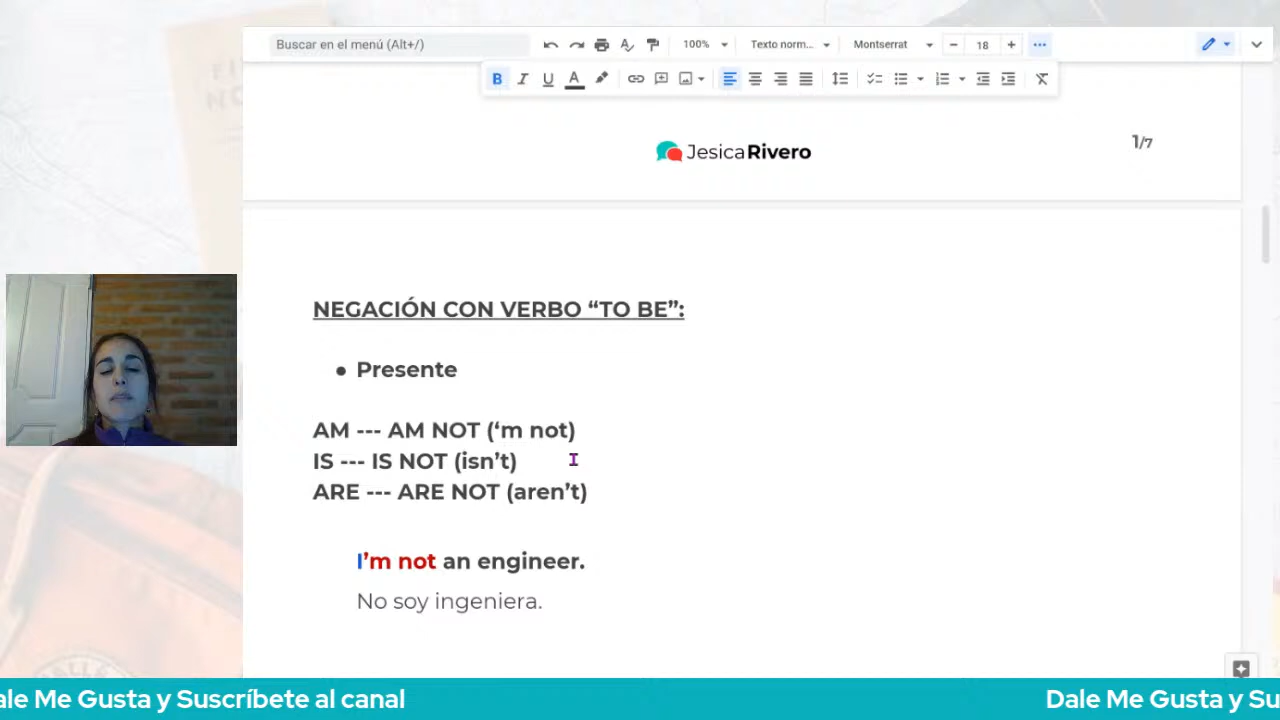 Buscar en el menú (Alt+/)
100%
Texto norm...
Montserrat
18
B I U A
JesicaRivero
1/7
NEGACIÓN CON VERBO “TO BE”:
● Presente
AM --- AM NOT (‘m not)
IS --- IS NOT (isn’t)
ARE --- ARE NOT (aren’t)
I’m not an engineer.
No soy ingeniera.
ale Me Gusta y Suscríbete al canal
Dale Me Gusta y Su